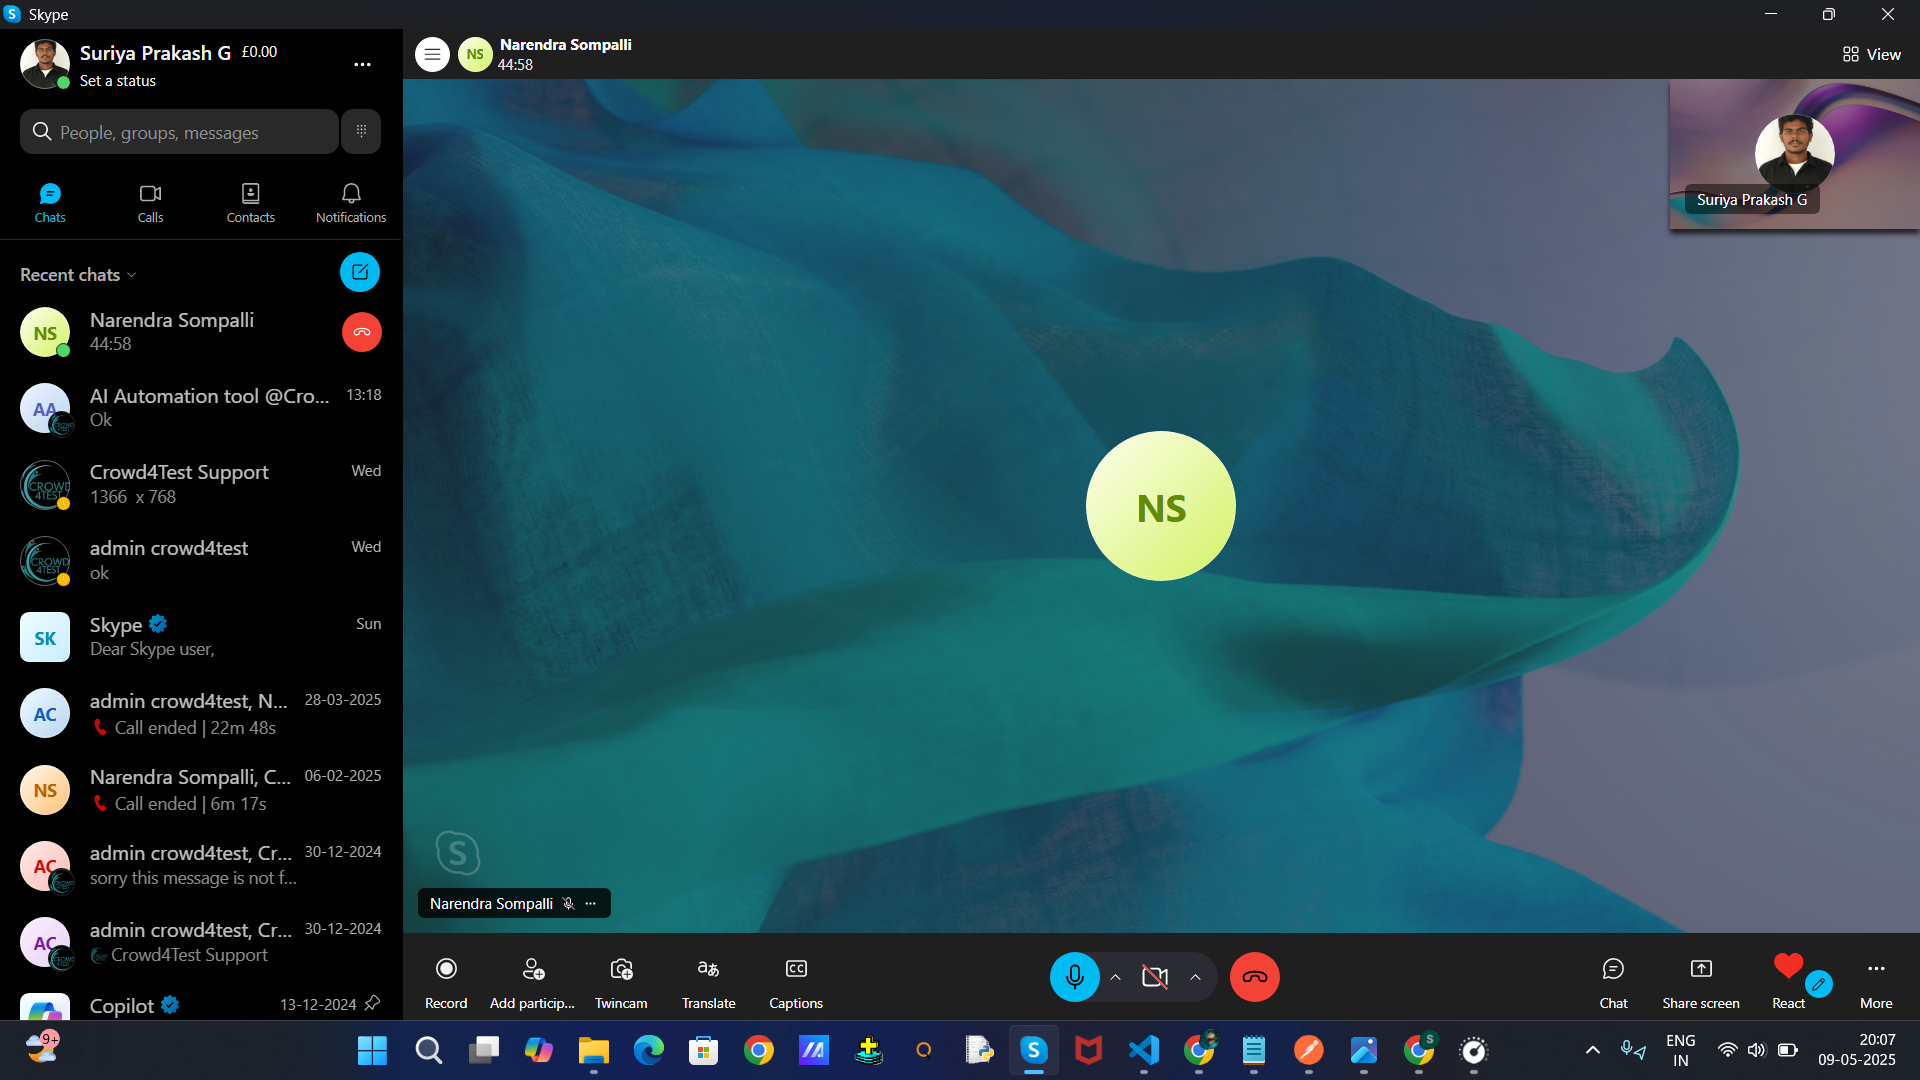 Skype
Suriya Prakash G £0.00
Set a status
People, groups, messages
Chats
Calls
Contacts
Notifications
Recent chats
NS
Narendra Sompalli
44:58
AA
AI Automation tool @Cro... 13:18
Ok
CROWD
4TEST
Crowd4Test Support Wed
1366 x 768
CROWD
4TEST
admin crowd4test Wed
ok
SK
Skype Sun
Dear Skype user,
AC
admin crowd4test, N... 28-03-2025
Call ended | 22m 48s
NS
Narendra Sompalli, C... 06-02-2025
Call ended | 6m 17s
AC
admin crowd4test, Cr... 30-12-2024
sorry this message is not f...
AC
admin crowd4test, Cr... 30-12-2024
Crowd4Test Support
Copilot 13-12-2024
NS
Narendra Sompalli
44:58
View
Suriya Prakash G
NS
Narendra Sompalli
Record
Add particip...
Twincam
Translate
Captions
Chat
Share screen
React
More
9+
ENG
IN
20:07
09-05-2025